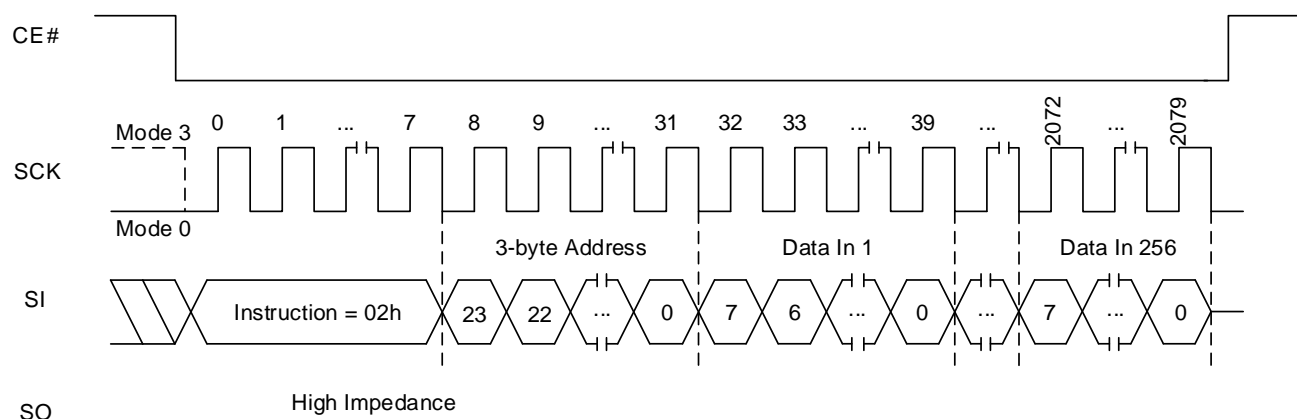 CE#
0 1 ... 7 8 9 ... 31 32 33 ... 39 ... 2072 ... 2079
Mode 3
SCK
Mode 0
3-byte Address Data In 1 Data In 256
SI Instruction = 02h 23 22 ... 0 7 6 ... 0 ... 7 ... 0
High Impedance
SO